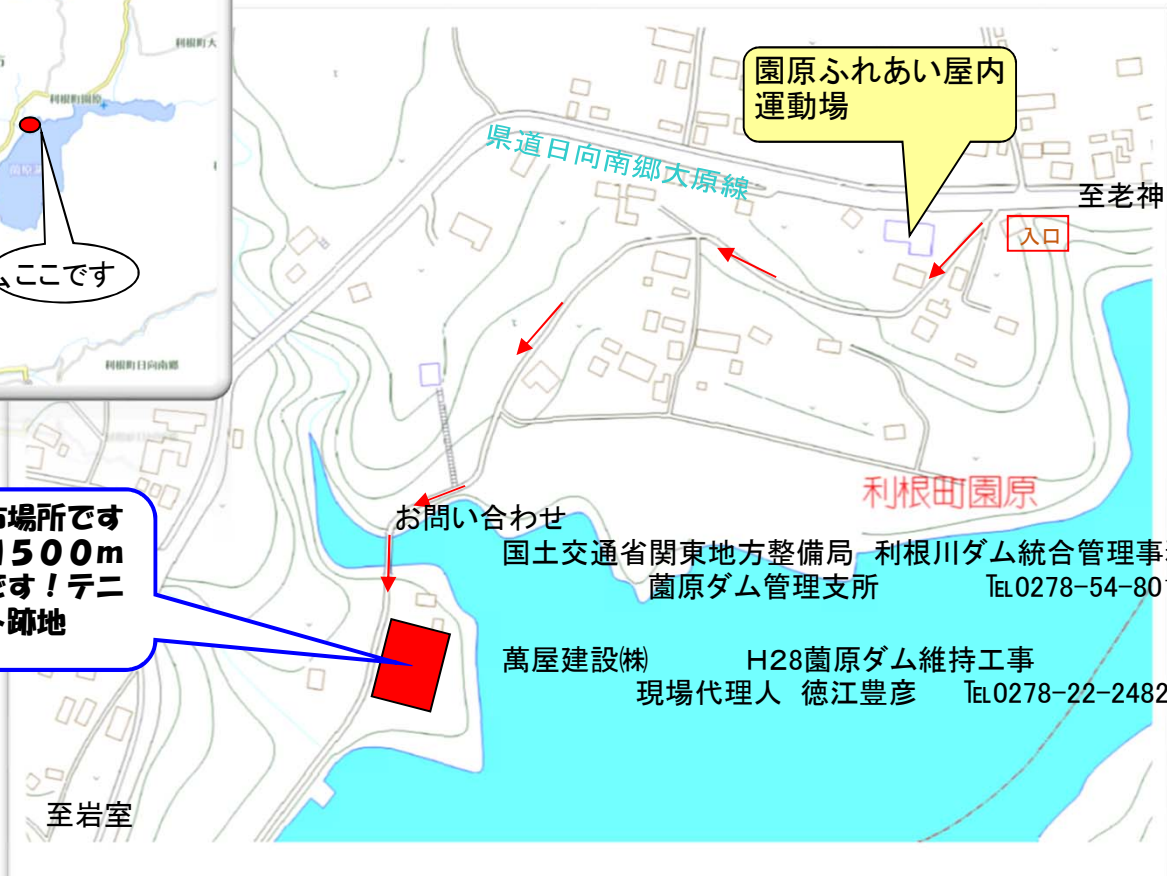 利根町大
利根町園原
ムここです
利根町日向南郷
園原ふれあい屋内
運動場
県道日向南郷大原線
至老神
入口
利根町園原
布場所です
500m
です！テニ
ト跡地
お問い合わせ
国土交通省関東地方整備局 利根川ダム統合管理事
薗原ダム管理支所 ℡0278-54-80
萬屋建設㈱ H28薗原ダム維持工事
現場代理人 徳江豊彦 ℡0278-22-2482
至岩室